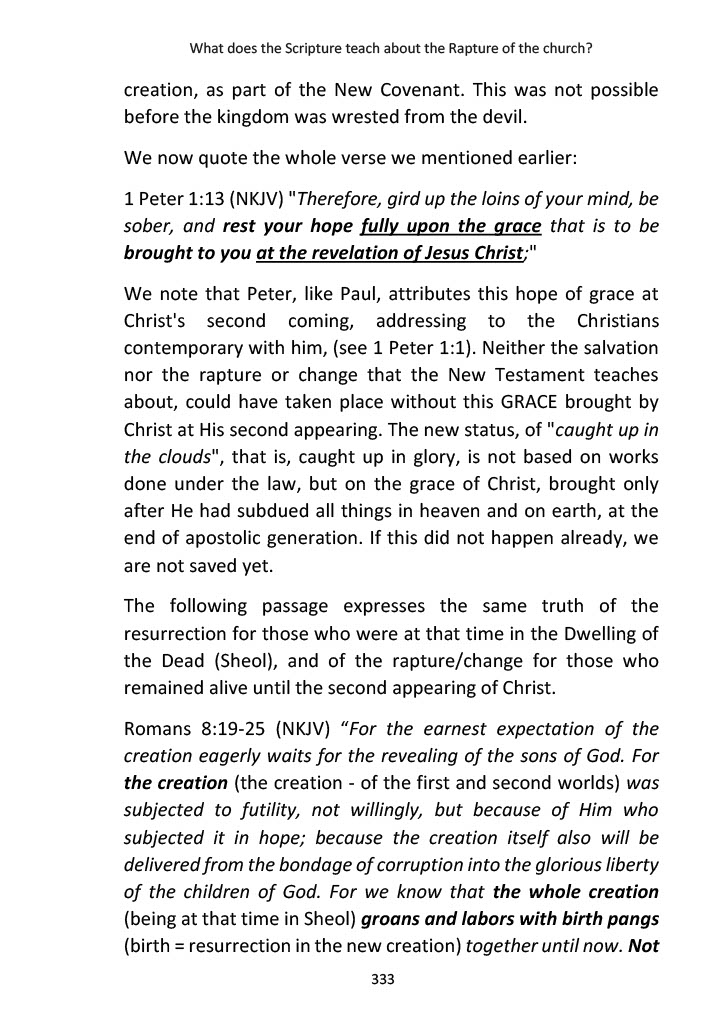 What does the Scripture teach about the Rapture of the church?
creation, as part of the New Covenant. This was not possible
before the kingdom was wrested from the devil.
We now quote the whole verse we mentioned earlier:
1 Peter 1:13 (NKJV) "Therefore, gird up the loins of your mind, be
sober, and rest your hope fully upon the grace that is to be
brought to you at the revelation of Jesus Christ;"
We note that Peter, like Paul, attributes this hope of grace at
Christ's second coming, addressing to the Christians
contemporary with him, (see 1 Peter 1:1). Neither the salvation
nor the rapture or change that the New Testament teaches
about, could have taken place without this GRACE brought by
Christ at His second appearing. The new status, of "caught up in
the clouds", that is, caught up in glory, is not based on works
done under the law, but on the grace of Christ, brought only
after He had subdued all things in heaven and on earth, at the
end of apostolic generation. If this did not happen already, we
are not saved yet.
The following passage expresses the same truth of the
resurrection for those who were at that time in the Dwelling of
the Dead (Sheol), and of the rapture/change for those who
remained alive until the second appearing of Christ.
Romans 8:19-25 (NKJV) “For the earnest expectation of the
creation eagerly waits for the revealing of the sons of God. For
the creation (the creation - of the first and second worlds) was
subjected to futility, not willingly, but because of Him who
subjected it in hope; because the creation itself also will be
delivered from the bondage of corruption into the glorious liberty
of the children of God. For we know that the whole creation
(being at that time in Sheol) groans and labors with birth pangs
(birth = resurrection in the new creation) together until now. Not
333